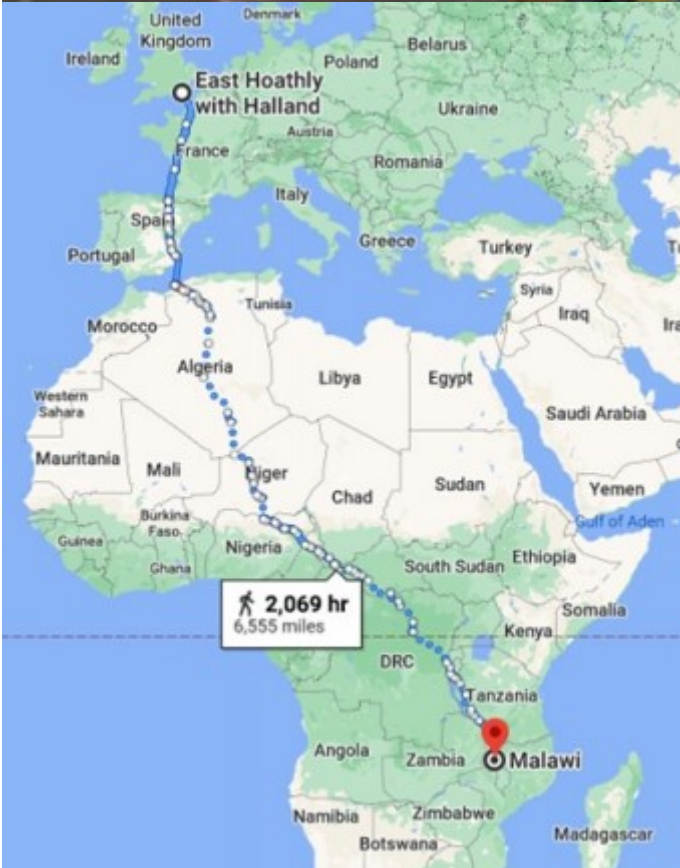 Denmark
United
Kingdom
Ireland
Belarus
Poland
East Hoathly
with Halland
Ukraine
Austria
France
Romania
Italy
Spai
Portugal
Greece
Turkey
Syria
Tunisia
Iraq
Ira
Morocco
Algeria
Libya
Egypt
Western
Sahara
Saudi Arabia
Mauritania
Mali
Niger
Chad
Sudan
Yemen
Gulf of Aden
Burkina
Faso
Guinea
Nigeria
Ghana
South Sudan
Ethiopia
2,069 hr
6,555 miles
Somalia
Kenya
DRC
Tanzania
Angola
Zambia
Malawi
Namibia
Zimbabwe
Botswana
Madagascar